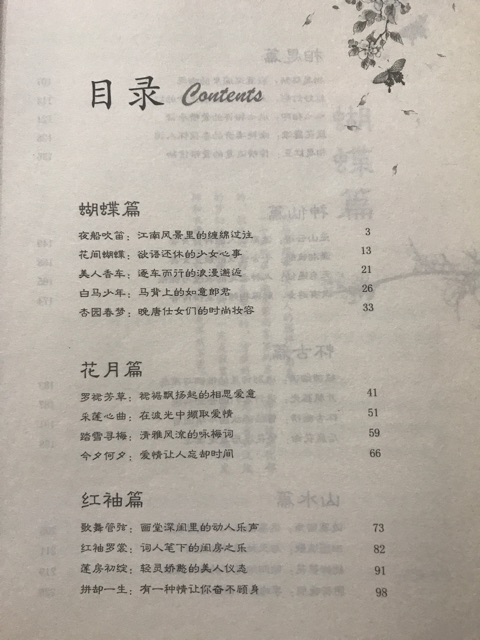 目录 Contents
蝴蝶篇
夜船吹笛：江南风景里的缠绵过往 3
花间蝴蝶：欲语还休的少女心事 13
美人香车：逐车而行的浪漫邂逅 21
白马少年：马背上的如意郎君 26
杏园春梦：晚唐仕女们的时尚妆容 33
花月篇
罗裙芳草：裙裾飘扬起的相思爱意 41
采莲心曲：在波光中撷取爱情 51
踏雪寻梅：清雅风流的咏梅词 59
今夕何夕：爱情让人忘却时间 66
红袖篇
歌舞管弦：画堂深闺里的动人乐声 73
红袖罗裳：词人笔下的闺房之乐 82
莲房初绽：轻灵娇憨的美人仪态 91
拼却一生：有一种情让你奋不顾身 98